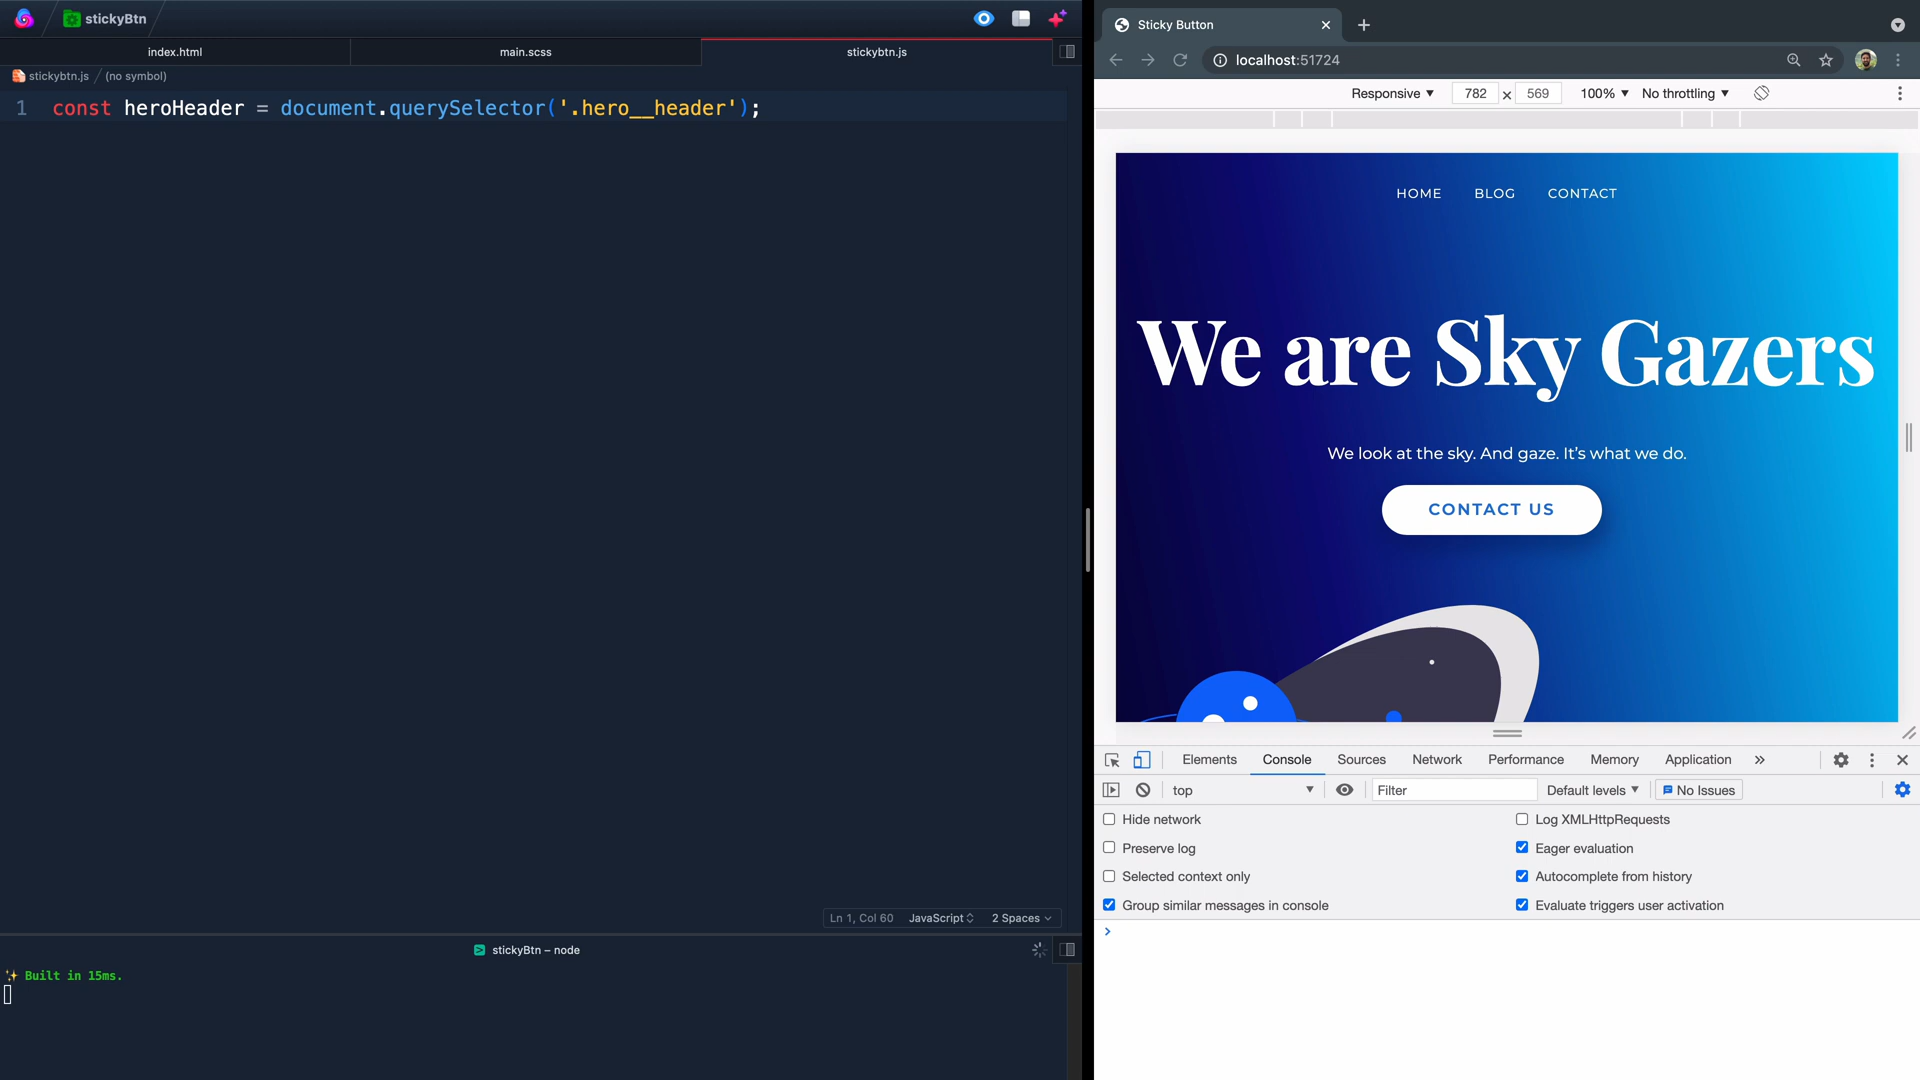 stickyBtn
index.html
main.scss
stickybtn.js
stickybtn.js / (no symbol)
1 const heroHeader = document.querySelector('.hero__header');
Ln 1, Col 60 JavaScript 2 Spaces
stickyBtn – node
✨ Built in 15ms.
Sticky Button
localhost:51724
Responsive 782 × 569 100% No throttling
HOME BLOG CONTACT
We are Sky Gazers
We look at the sky. And gaze. It’s what we do.
CONTACT US
Elements Console Sources Network Performance Memory Application »
top Filter Default levels No Issues
Hide network Log XMLHttpRequests
Preserve log Eager evaluation
Selected context only Autocomplete from history
Group similar messages in console Evaluate triggers user activation